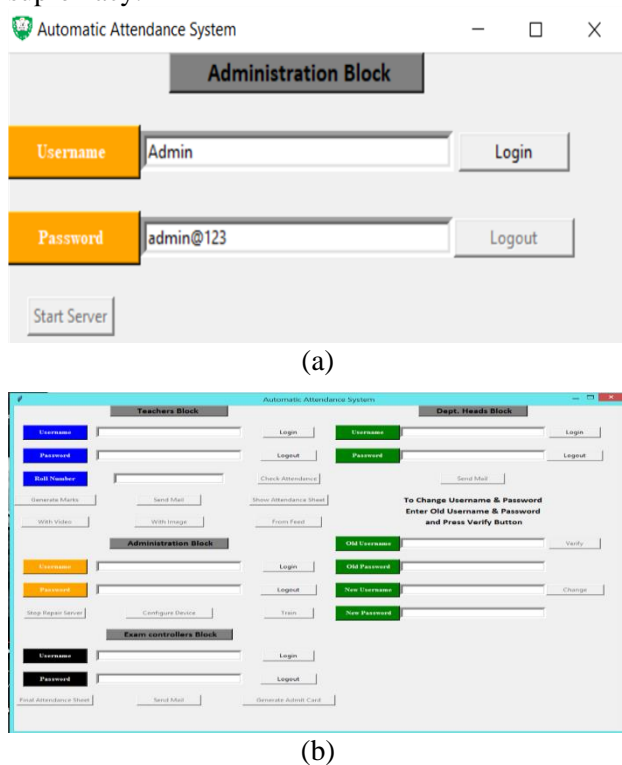 Automatic Attendance System
Administration Block
Username Admin Login
Password admin@123 Logout
Start Server
(a)
Automatic Attendance System
Teachers Block Dept. Heads Block
Username Login Username Login
Password Logout Password Logout
Roll Number Check Attendance Send Mail
Generate Marks Send Mail Show Attendance Sheet To Change Username & Password
Enter Old Username & Password
With Video With Image From Feed and Press Verify Button
Administration Block Old Username Verify
Username Login Old Password
Password Logout New Username Change
Stop Repair Server Configure Device Train New Password
Exam controllers Block
Username Login
Password Logout
Final Attendance Sheet Send Mail Generate Admit Card
(b)